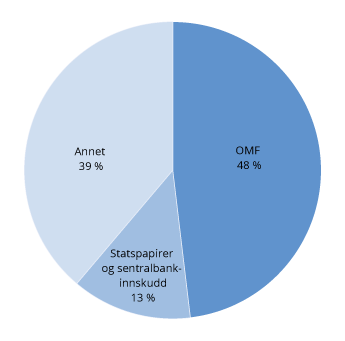 Annet
39 %
OMF
48 %
Statspapirer
og sentralbank-
innskudd
13 %